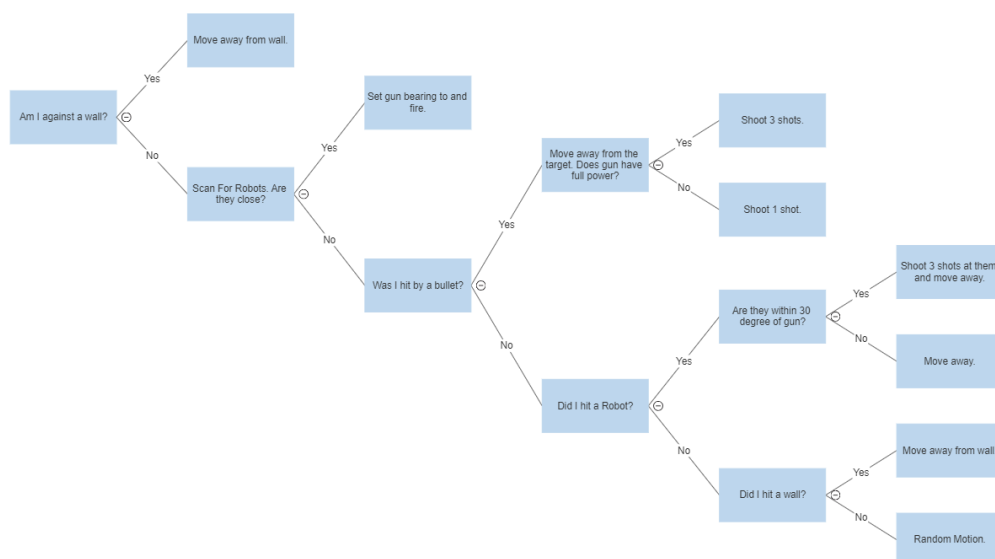 Move away from wall.
Yes
Am I against a wall?
No
Set gun bearing to and
fire.
Yes
Scan For Robots. Are
they close?
No
Shoot 3 shots.
Yes
Move away from the
target. Does gun have
full power?
No
Shoot 1 shot.
Yes
Was I hit by a bullet?
No
Shoot 3 shots at them
and move away.
Yes
Are they within 30
degree of gun?
No
Move away.
Yes
Did I hit a Robot?
No
Move away from wall
Yes
Did I hit a wall?
No
Random Motion.